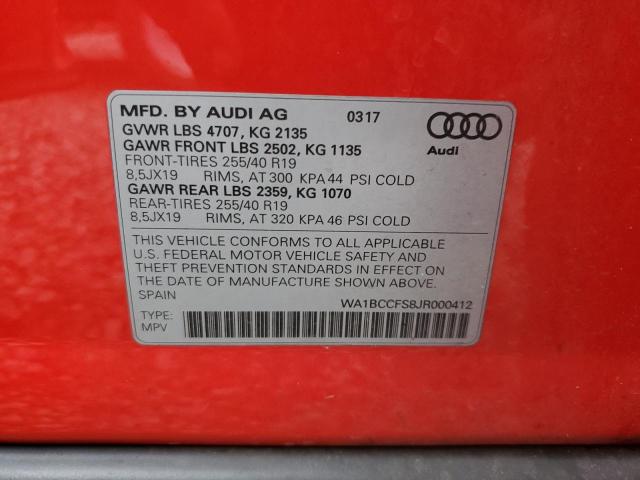 MFD. BY AUDI AG 0317
GVWR LBS 4707, KG 2135
GAWR FRONT LBS 2502, KG 1135
FRONT-TIRES 255/40 R19
8,5JX19 RIMS, AT 300 KPA 44 PSI COLD
GAWR REAR LBS 2359, KG 1070
REAR-TIRES 255/40 R19
8,5JX19 RIMS, AT 320 KPA 46 PSI COLD
Audi
THIS VEHICLE CONFORMS TO ALL APPLICABLE
U.S. FEDERAL MOTOR VEHICLE SAFETY AND
THEFT PREVENTION STANDARDS IN EFFECT ON
THE DATE OF MANUFACTURE SHOWN ABOVE.
SPAIN WA1BCCFS8JR000412
TYPE:
MPV